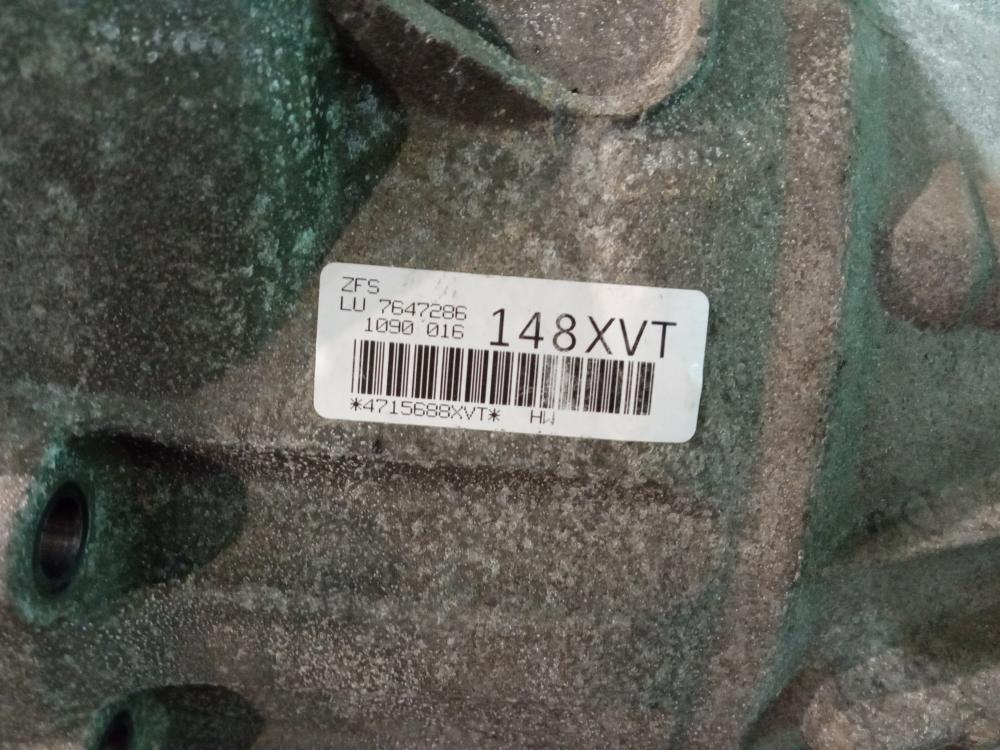 ZFS
LU 7647286
1090 016 148XVT
*4715688XVT* HW